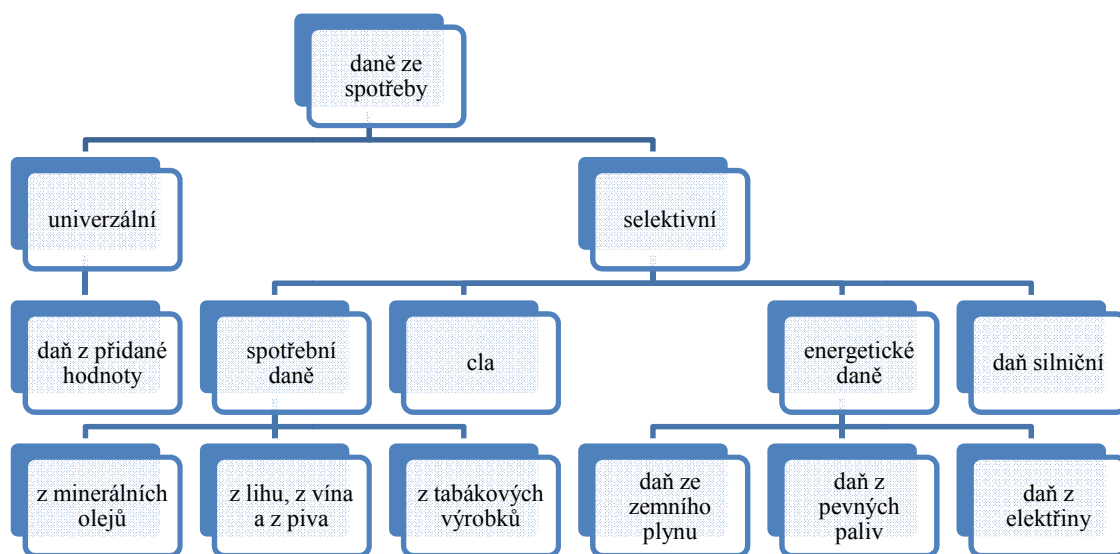 daně ze
spotřeby
univerzální
selektivní
daň z přidané
hodnoty
spotřební
daně
cla
energetické
daně
daň silniční
z minerálních
olejů
z lihu, z vína
a z piva
z tabákových
výrobků
daň ze
zemního
plynu
daň z
pevných
paliv
daň z
elektřiny